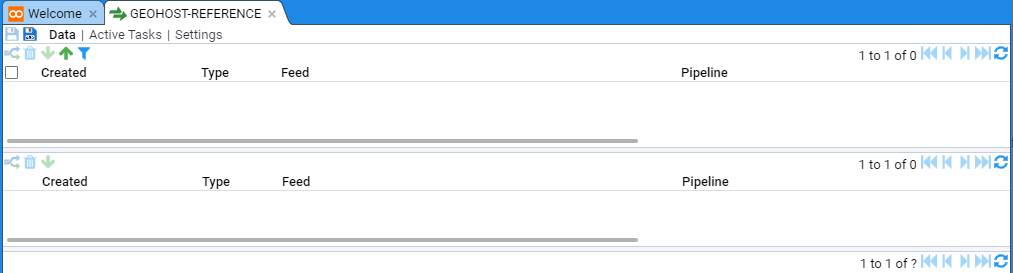 Welcome GEOHOST-REFERENCE
Data | Active Tasks | Settings
1 to 1 of 0
Created Type Feed Pipeline
1 to 1 of 0
Created Type Feed Pipeline
1 to 1 of ?